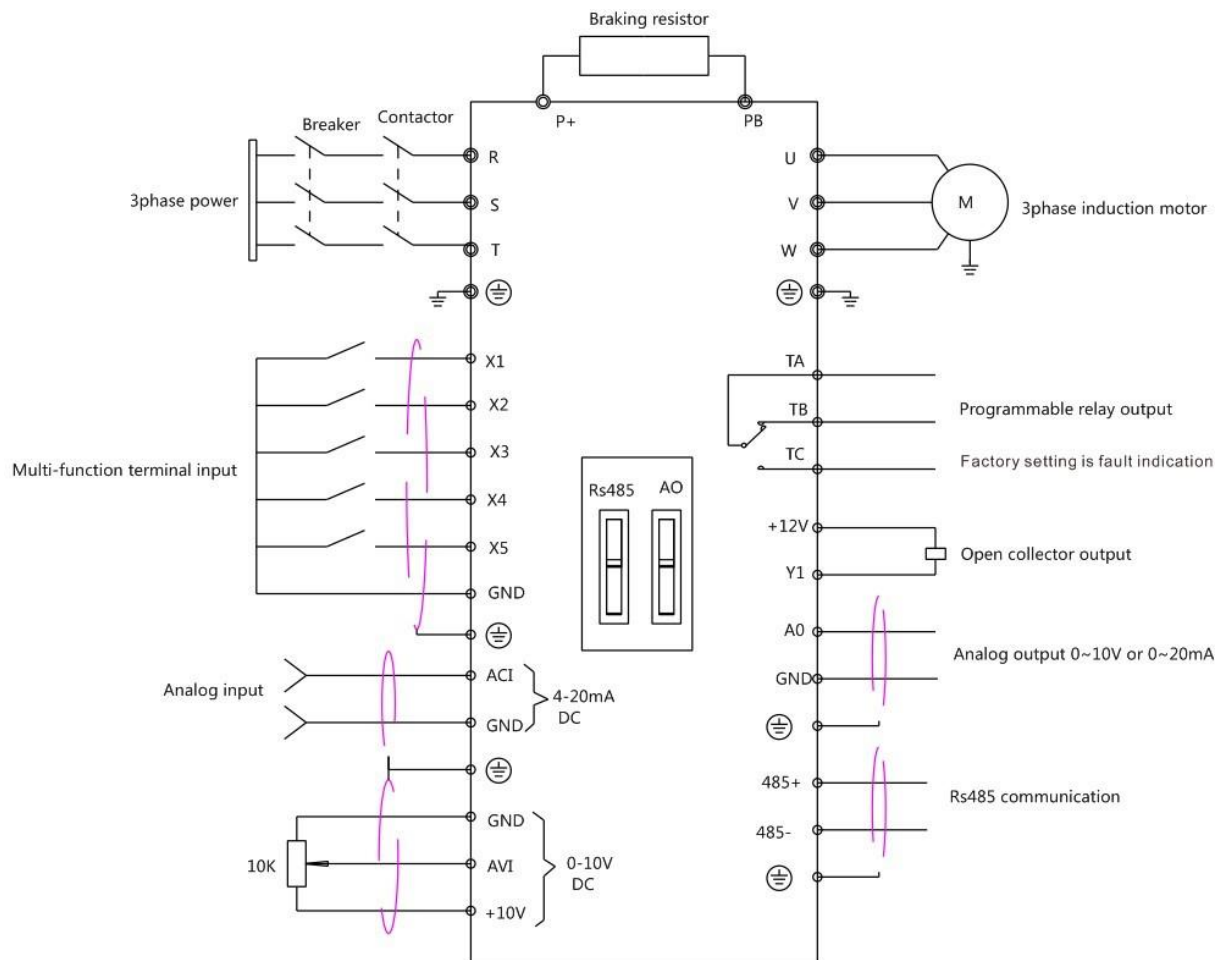 Braking resistor
P+
PB
Breaker
Contactor
R
S
T
3phase power
U
V
W
M
3phase induction motor
X1
X2
X3
X4
X5
GND
Multi-function terminal input
TA
TB
TC
Programmable relay output
Factory setting is fault indication
Rs485
AO
+12V
Y1
Open collector output
A0
GND
Analog output 0~10V or 0~20mA
Analog input
ACI
GND
4-20mA
DC
485+
485-
Rs485 communication
10K
GND
AVI
+10V
0-10V
DC